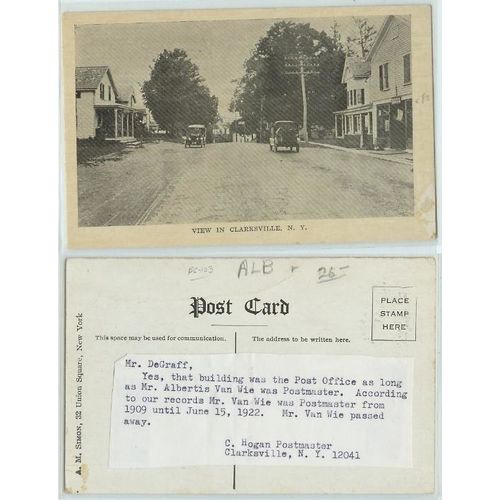 VIEW IN CLARKSVILLE, N. Y.
PC-103
ALB
26-
Post Card
PLACE
STAMP
HERE
This space may be used for communication.
The address to be written here.
A. M. SIMON, 32 Union Square, New York
Mr. DeGraff,
Yes, that building was the Post Office as long
as Mr. Albertis Van Wie was Postmaster. According
to our records Mr. Van Wie was Postmaster from
1909 until June 15, 1922. Mr. Van Wie passed
away.
C. Hogan Postmaster
Clarksville, N. Y. 12041